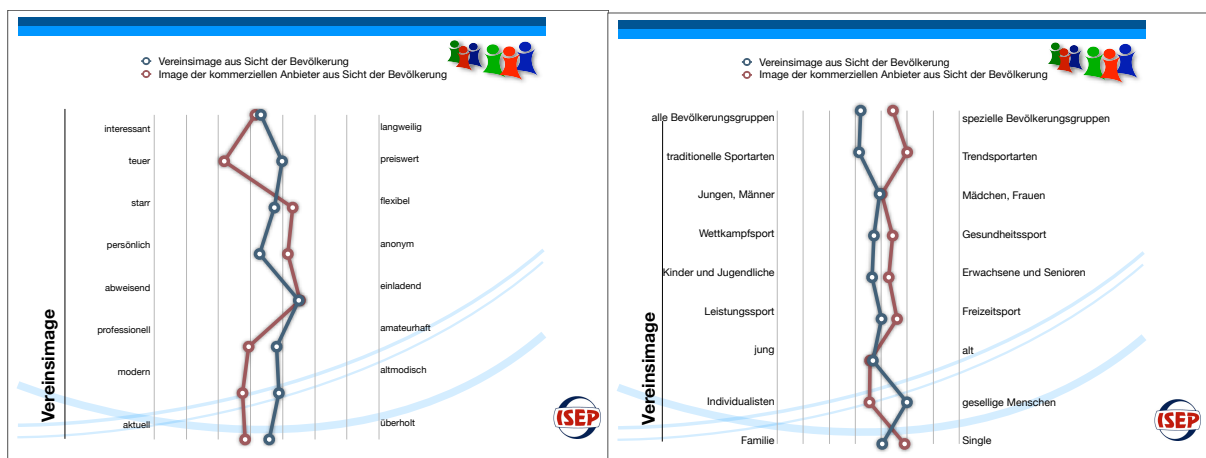 Vereinsimage aus Sicht der Bevölkerung
Image der kommerziellen Anbieter aus Sicht der Bevölkerung
interessant
langweilig
teuer
preiswert
starr
flexibel
persönlich
anonym
abweisend
einladend
professionell
amateurhaft
modern
altmodisch
aktuell
überholt
Vereinsimage
ISEP
Vereinsimage aus Sicht der Bevölkerung
Image der kommerziellen Anbieter aus Sicht der Bevölkerung
alle Bevölkerungsgruppen
spezielle Bevölkerungsgruppen
traditionelle Sportarten
Trendsportarten
Jungen, Männer
Mädchen, Frauen
Wettkampfsport
Gesundheitssport
Kinder und Jugendliche
Erwachsene und Senioren
Leistungssport
Freizeitsport
jung
alt
Individualisten
gesellige Menschen
Familie
Single
Vereinsimage
ISEP